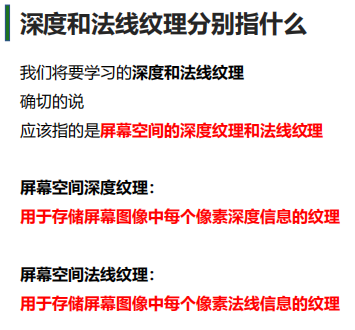 深度和法线纹理分别指什么
我们将要学习的深度和法线纹理
确切的说
应该指的是屏幕空间的深度纹理和法线纹理
屏幕空间深度纹理：
用于存储屏幕图像中每个像素深度信息的纹理
屏幕空间法线纹理：
用于存储屏幕图像中每个像素法线信息的纹理